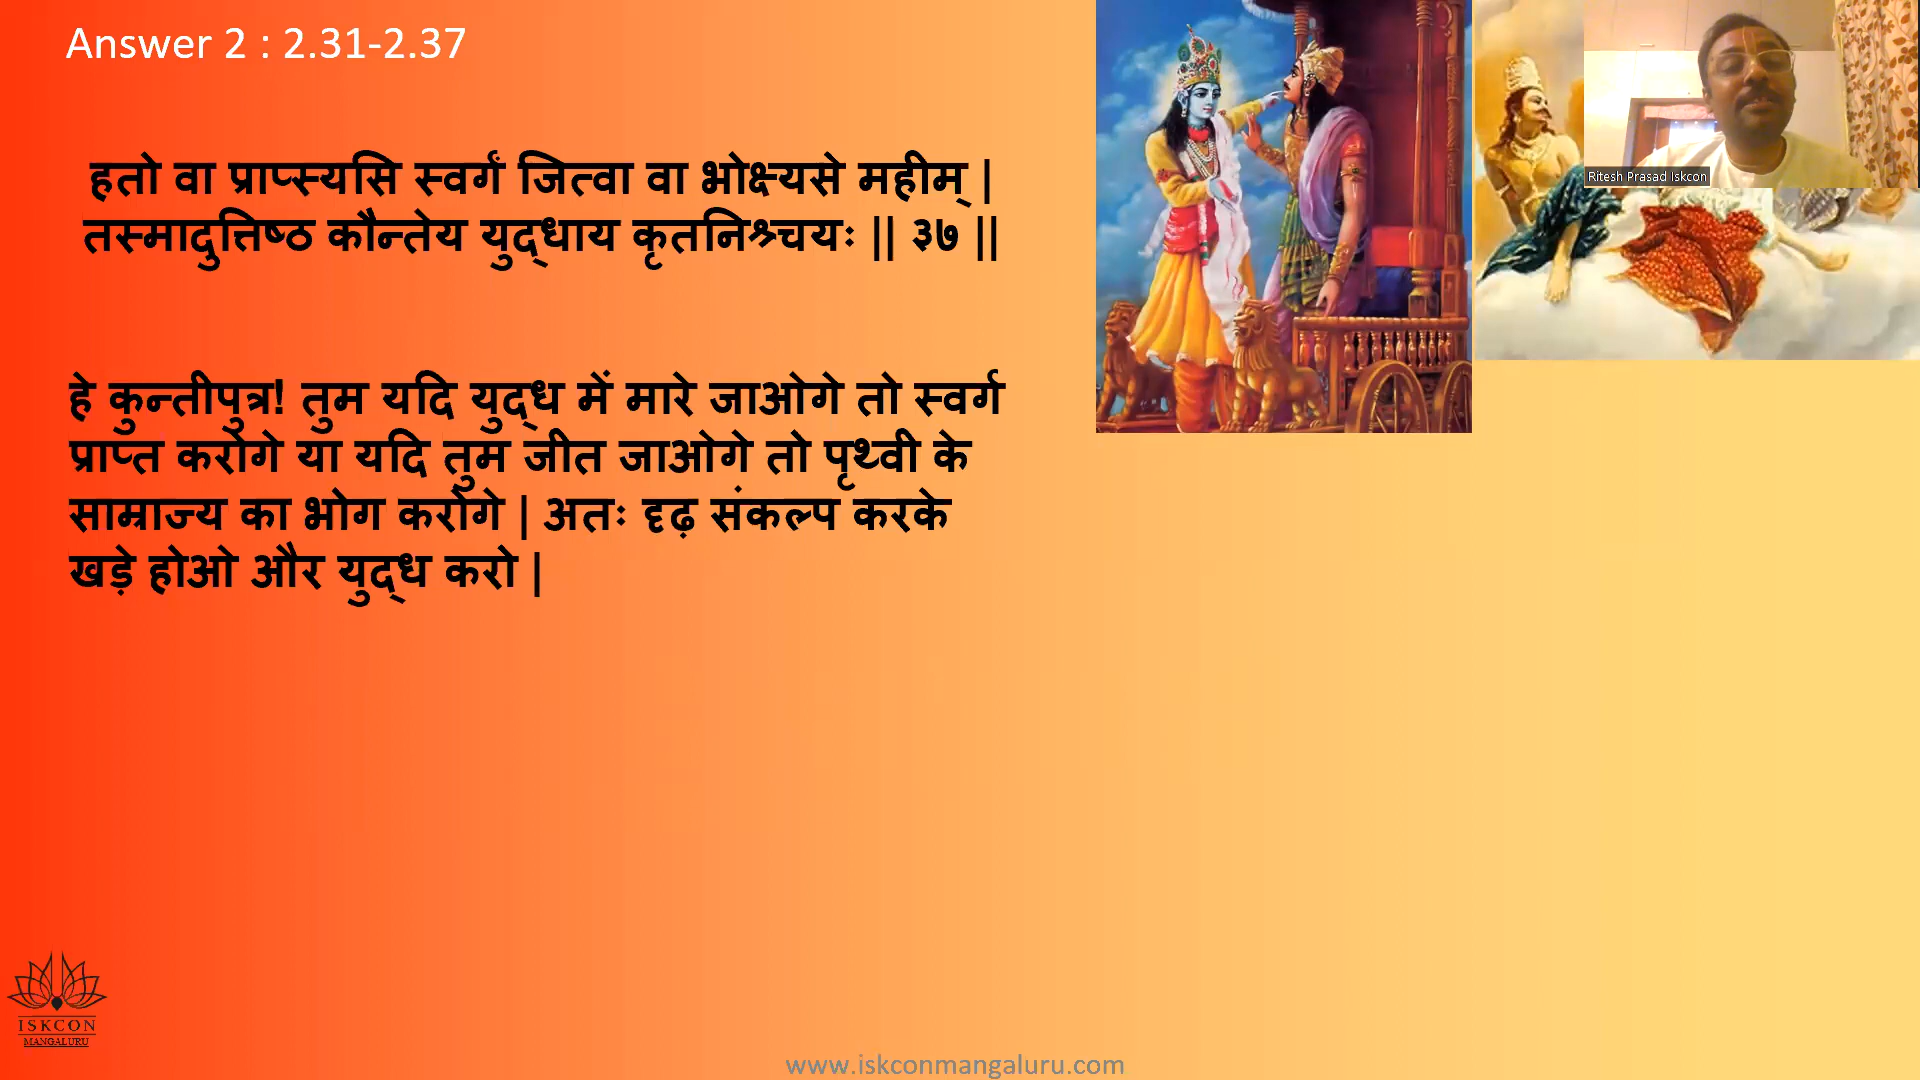 Answer 2 : 2.31-2.37
हतो वा प्राप्स्यसि स्वर्गं जित्वा वा भोक्ष्यसे महीम् |
तस्मादुत्तिष्ठ कौन्तेय युद्धाय कृतनिश्र्चयः || ३७ ||
हे कुन्तीपुत्र! तुम यदि युद्ध में मारे जाओगे तो स्वर्ग
प्राप्त करोगे या यदि तुम जीत जाओगे तो पृथ्वी के
साम्राज्य का भोग करोगे | अतः दृढ़ संकल्प करके
खड़े होओ और युद्ध करो |
Ritesh Prasad Iskcon
ISKCON
MANGALURU
www.iskconmangaluru.com